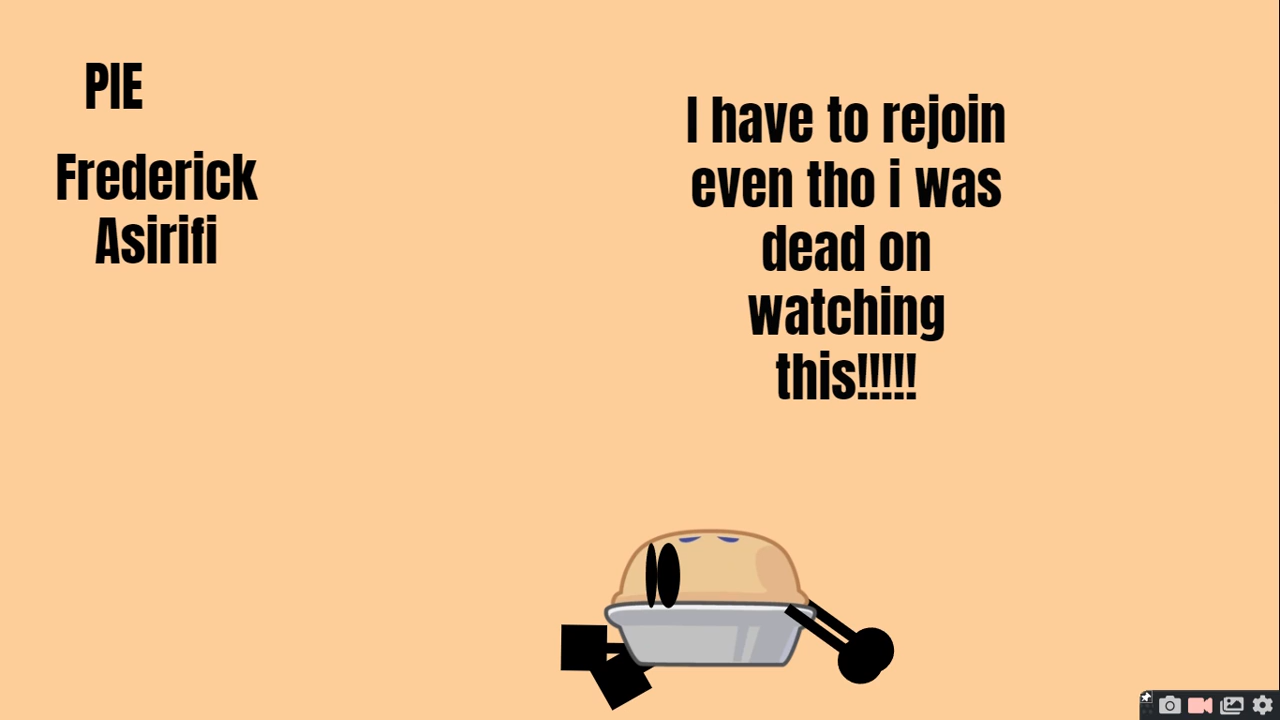 PIE
Frederick
Asirifi
I have to rejoin
even tho i was
dead on
watching
this!!!!!